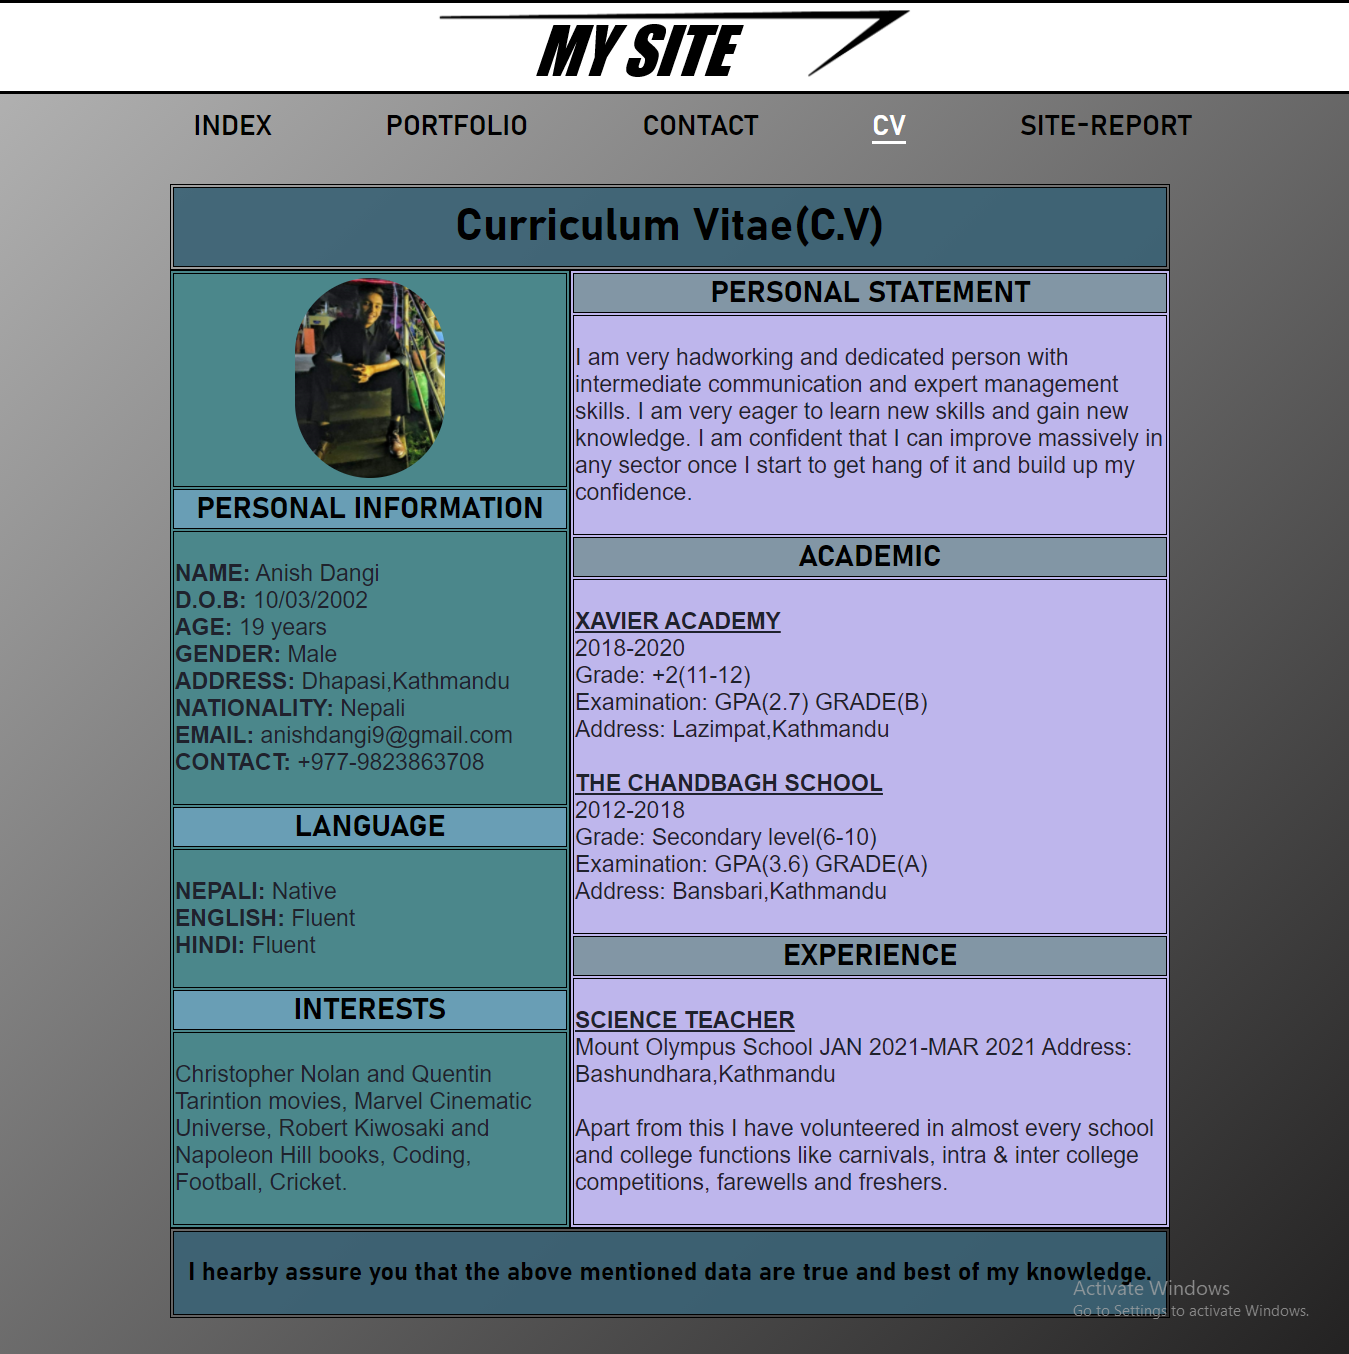 MY SITE
INDEX PORTFOLIO CONTACT CV SITE-REPORT
Curriculum Vitae(C.V)
PERSONAL INFORMATION
NAME: Anish Dangi
D.O.B: 10/03/2002
AGE: 19 years
GENDER: Male
ADDRESS: Dhapasi,Kathmandu
NATIONALITY: Nepali
EMAIL: anishdangi9@gmail.com
CONTACT: +977-9823863708
LANGUAGE
NEPALI: Native
ENGLISH: Fluent
HINDI: Fluent
INTERESTS
Christopher Nolan and Quentin
Tarintion movies, Marvel Cinematic
Universe, Robert Kiwosaki and
Napoleon Hill books, Coding,
Football, Cricket.
PERSONAL STATEMENT
I am very hadworking and dedicated person with
intermediate communication and expert management
skills. I am very eager to learn new skills and gain new
knowledge. I am confident that I can improve massively in
any sector once I start to get hang of it and build up my
confidence.
ACADEMIC
XAVIER ACADEMY
2018-2020
Grade: +2(11-12)
Examination: GPA(2.7) GRADE(B)
Address: Lazimpat,Kathmandu
THE CHANDBAGH SCHOOL
2012-2018
Grade: Secondary level(6-10)
Examination: GPA(3.6) GRADE(A)
Address: Bansbari,Kathmandu
EXPERIENCE
SCIENCE TEACHER
Mount Olympus School JAN 2021-MAR 2021 Address:
Bashundhara,Kathmandu
Apart from this I have volunteered in almost every school
and college functions like carnivals, intra & inter college
competitions, farewells and freshers.
I hearby assure you that the above mentioned data are true and best of my knowledge.
Activate Windows
Go to Settings to activate Windows.